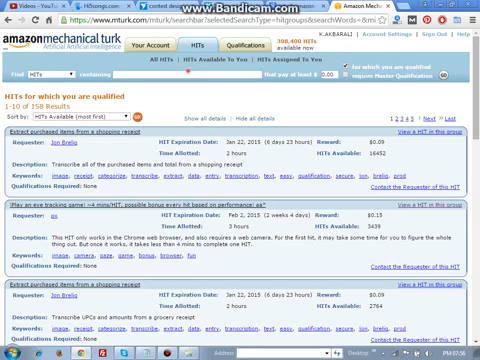 www.Bandicam.com
Videos - YouTu
Hi5songs.com
contest desi
Amazon Mechan
https://www.mturk.com/mturk/searchbar?selectedSearchType=hitgroups&searchWords=&mi
amazonmechanical turk
Artificial Artificial Intelligence
Your Account
HITs
Qualifications
398,400 HITs
available now
K.AKBARALI | Account Settings | Sign Out | Help
All HITs | HITs Available To You | HITs Assigned To You
Find HITs containing that pay at least $ 0.00
for which you are qualified
require Master Qualification
GO
HITs for which you are qualified
1-10 of 158 Results
Sort by: HITs Available (most first) GO
Show all details | Hide all details
1 2 3 4 5 Next Last
Extract purchased items from a shopping receipt
View a HIT in this group
Requester: Jon Brelig
HIT Expiration Date: Jan 22, 2015 (6 days 23 hours)
Reward: $0.09
Time Allotted: 2 hours
HITs Available: 16452
Description: Transcribe all of the purchased items and total from a shopping receipt
Keywords: image, receipt, categorize, transcribe, extract, data, entry, transcription, text, easy, qualification, secure, jon, brelig, prod
Qualifications Required: None
Contact the Requester of this HIT
Play an eye tracking game! ~4 mins/HIT, possible bonus every hit based on performance!
View a HIT in this group
Requester: ps
HIT Expiration Date: Feb 2, 2015 (2 weeks 4 days)
Reward: $0.15
Time Allotted: 3 hours
HITs Available: 3439
Description: This HIT only works in the Chrome web browser, and also requires a web camera. For the first hit, it may take some time for you to figure the
whole thing out. But once it works, it takes less than 4 mins to complete one HIT.
Keywords: image, camera, gaze, game, bonus, browser, fun
Qualifications Required: None
Contact the Requester of this HIT
Extract purchased items from a shopping receipt
View a HIT in this group
Requester: Jon Brelig
HIT Expiration Date: Jan 22, 2015 (6 days 23 hours)
Reward: $0.09
Time Allotted: 2 hours
HITs Available: 2764
Description: Transcribe UPCs and amounts from a grocery receipt
Keywords: image, receipt, categorize, transcribe, extract, data, entry, transcription, text, easy, qualification, secure, jon, brelig, prod
Qualifications Required: None
Contact the Requester of this HIT
Address
Desktop
PM 07:56